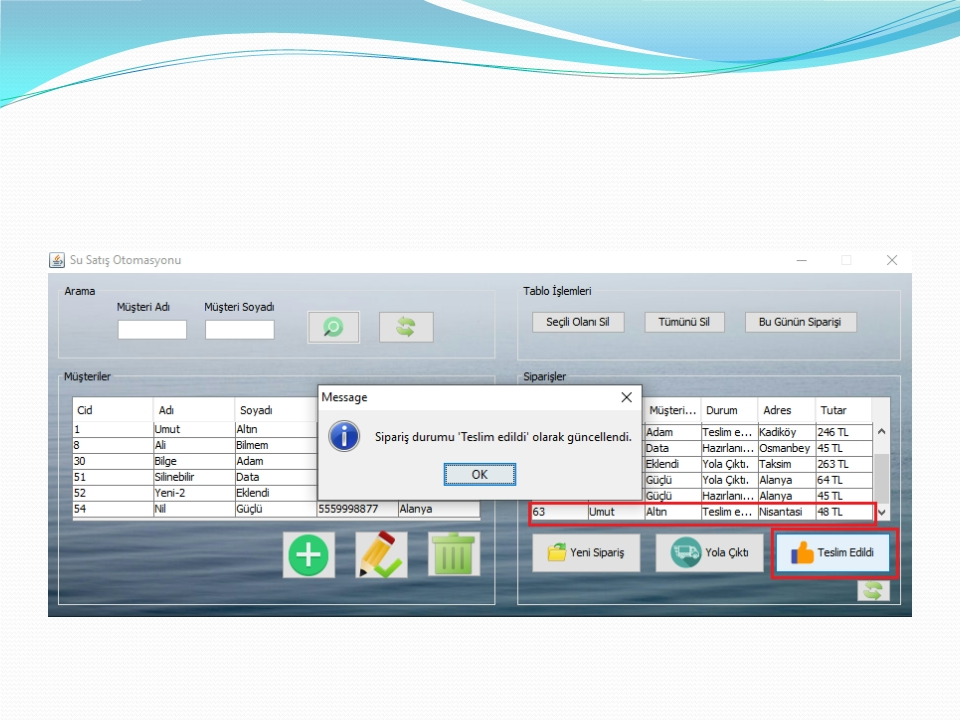 Su Satış Otomasyonu
Arama
Müşteri Adı Müşteri Soyadı
Tablo İşlemleri
Seçili Olanı Sil Tümünü Sil Bu Günün Siparişi
Müşteriler
Cid Adı Soyadı
1 Umut Altın
8 Ali Bilmem
30 Bilge Adam
51 Silinebilir Data
52 Yeni-2 Eklendi
54 Nil Güçlü 5559998877 Alanya
Message
Sipariş durumu 'Teslim edildi' olarak güncellendi.
OK
Siparişler
Müşteri... Durum Adres Tutar
Adam Teslim e... Kadiköy 246 TL
Data Hazırlanı... Osmanbey 45 TL
Eklendi Yola Çıktı. Taksim 263 TL
Güçlü Yola Çıktı. Alanya 64 TL
Güçlü Hazırlanı... Alanya 45 TL
63 Umut Altın Teslim e... Nisantasi 48 TL
Yeni Sipariş Yola Çıktı Teslim Edildi